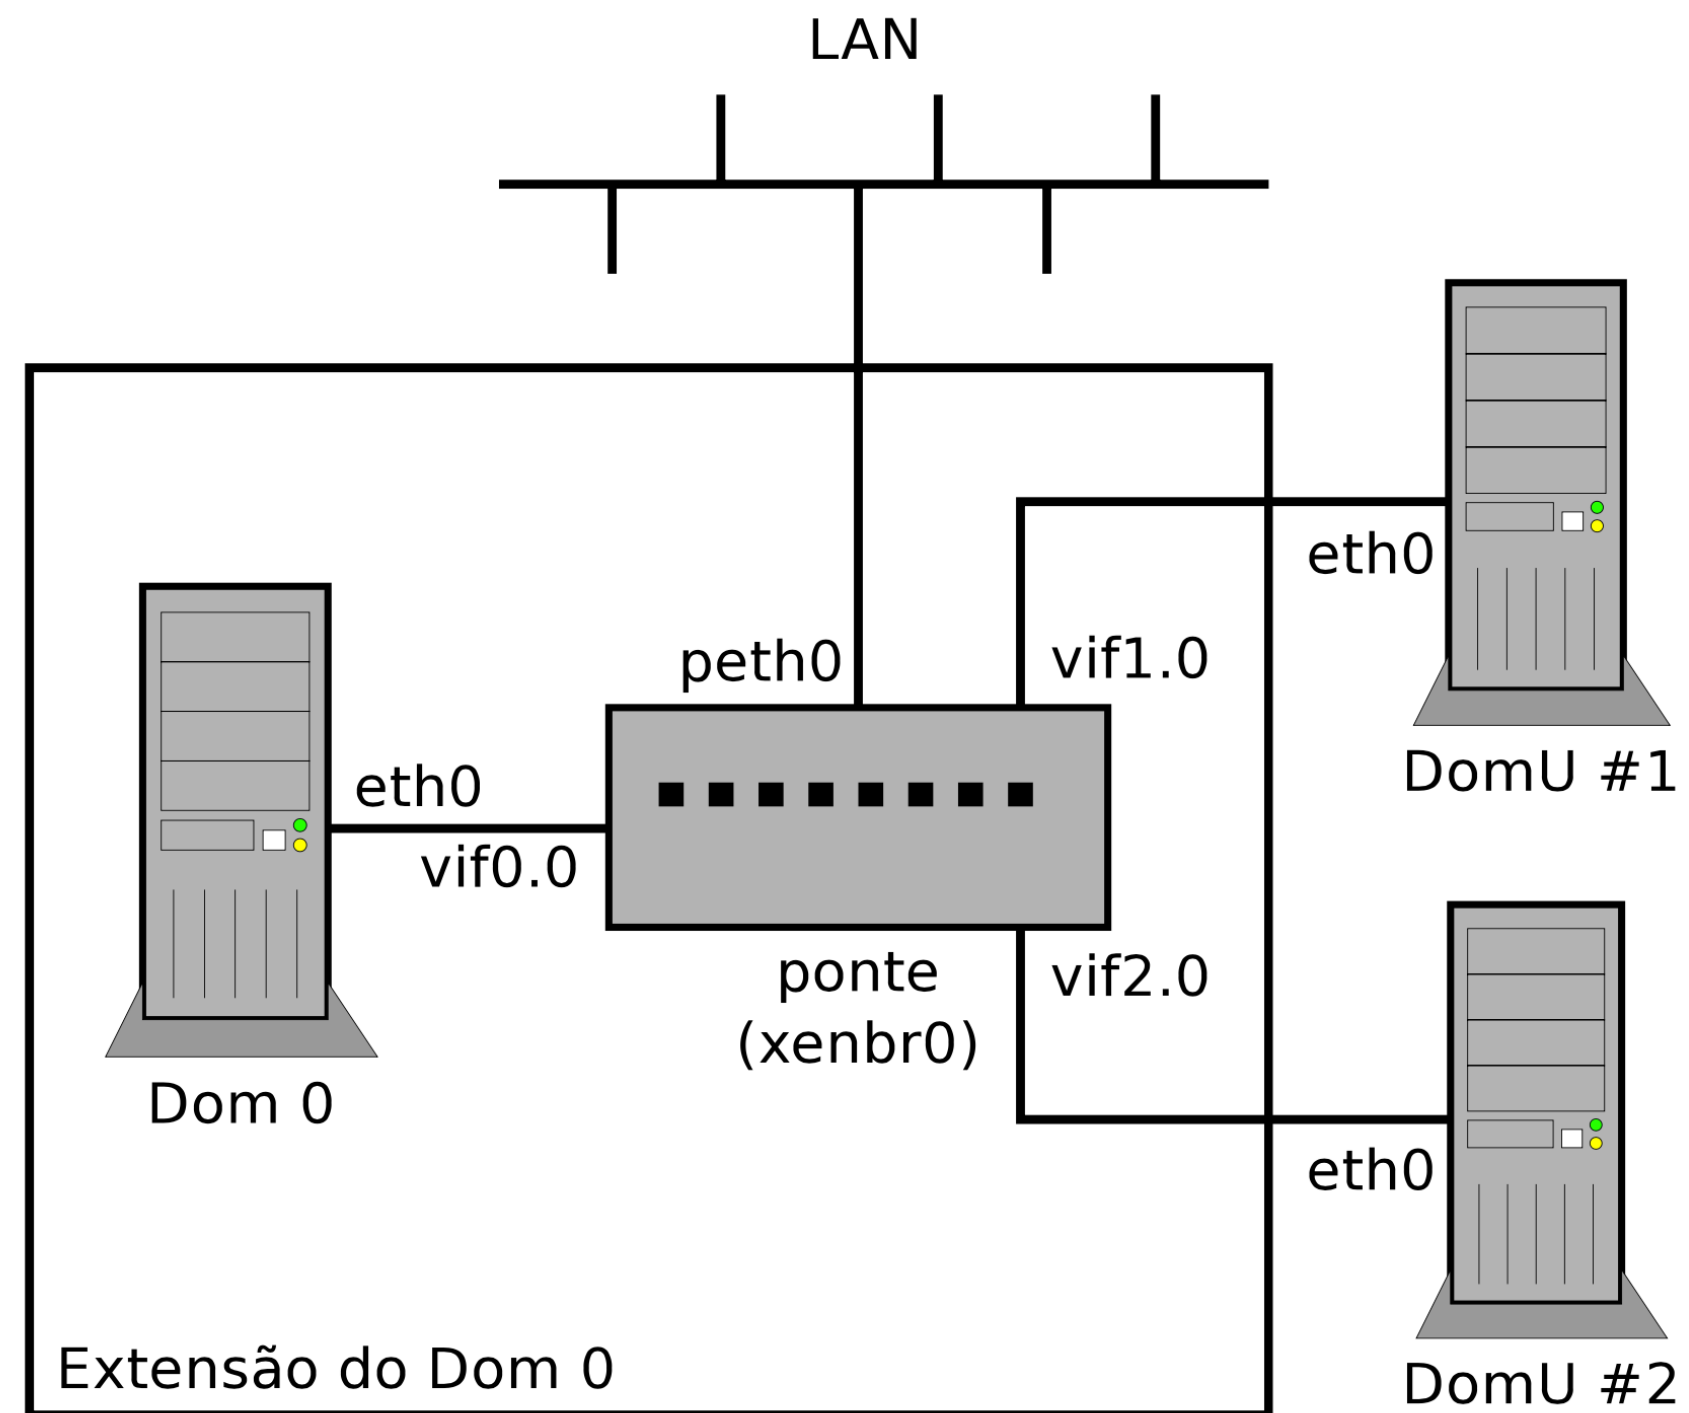 LAN
eth0
peth0
vif1.0
DomU #1
eth0
vif0.0
ponte
(xenbr0)
vif2.0
Dom 0
eth0
Extensão do Dom 0
DomU #2